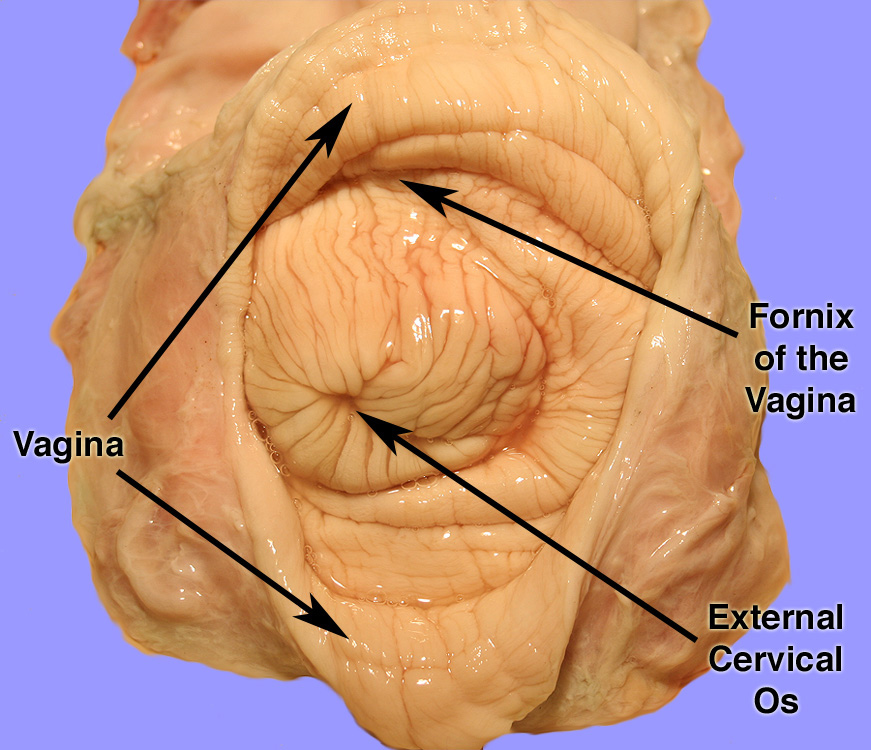 Fornix
of the
Vagina
Vagina
External
Cervical
Os